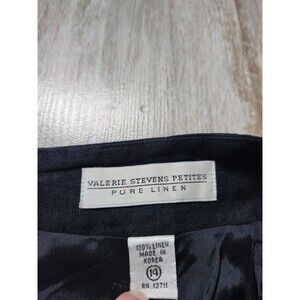 VALERIE STEVENS PETITES
PURE LINEN
100% LINEN
MADE IN
KOREA
14
RN 13711